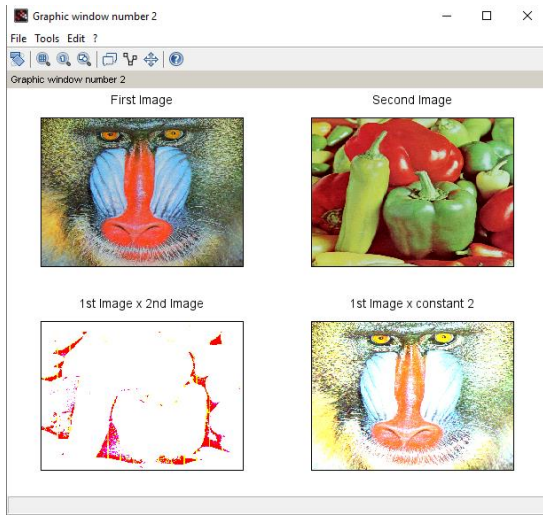 Graphic window number 2
File Tools Edit ?
Graphic window number 2
First Image
Second Image
1st Image x 2nd Image
1st Image x constant 2